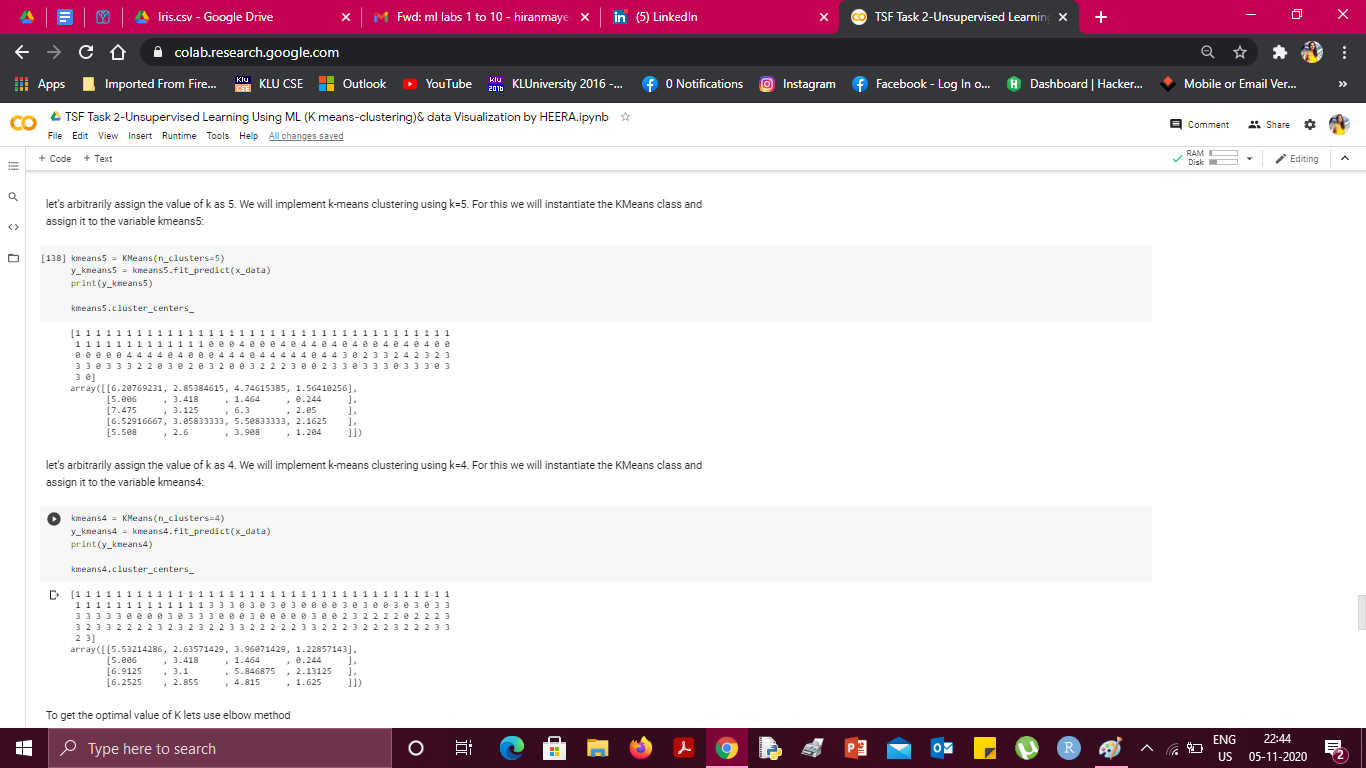 Iris.csv - Google Drive
Fwd: ml labs 1 to 10 - hiranmaye
(5) LinkedIn
TSF Task 2-Unsupervised Learning
colab.research.google.com
Apps Imported From Fire... KLU CSE Outlook YouTube KLUniversity 2016 -... 0 Notifications Instagram Facebook - Log In o... Dashboard | Hacker... Mobile or Email Ver... »
TSF Task 2-Unsupervised Learning Using ML (K means-clustering)& data Visualization by HEERA.ipynb
File Edit View Insert Runtime Tools Help All changes saved
Comment Share
+ Code + Text
RAM
Disk
Editing
let's arbitrarily assign the value of k as 5. We will implement k-means clustering using k=5. For this we will instantiate the KMeans class and
assign it to the variable kmeans5:
[138] kmeans5 = KMeans(n_clusters=5)
y_kmeans5 = kmeans5.fit_predict(x_data)
print(y_kmeans5)
kmeans5.cluster_centers_
[1 1 1 1 1 1 1 1 1 1 1 1 1 1 1 1 1 1 1 1 1 1 1 1 1 1 1 1 1 1 1 1 1 1 1 1 1
1 1 1 1 1 1 1 1 1 1 1 1 1 0 0 0 4 0 0 0 4 0 4 4 0 4 0 4 0 0 4 0 4 0 4 0 0
0 0 0 0 0 4 4 4 4 0 4 0 0 0 4 4 4 0 4 4 4 4 4 0 4 4 3 0 2 3 3 2 4 2 3 2 3
3 3 0 3 3 3 2 2 0 3 0 2 0 3 2 0 0 3 2 2 2 3 0 0 2 3 3 0 3 3 3 0 3 3 3 0 3
3 0]
array([[6.20769231, 2.85384615, 4.74615385, 1.56410256],
[5.006 , 3.418 , 1.464 , 0.244 ],
[7.475 , 3.125 , 6.3 , 2.05 ],
[6.52916667, 3.05833333, 5.50833333, 2.1625 ],
[5.508 , 2.6 , 3.908 , 1.204 ]])
let's arbitrarily assign the value of k as 4. We will implement k-means clustering using k=4. For this we will instantiate the KMeans class and
assign it to the variable kmeans4:
kmeans4 = KMeans(n_clusters=4)
y_kmeans4 = kmeans4.fit_predict(x_data)
print(y_kmeans4)
kmeans4.cluster_centers_
[1 1 1 1 1 1 1 1 1 1 1 1 1 1 1 1 1 1 1 1 1 1 1 1 1 1 1 1 1 1 1 1 1 1 1 1 1
1 1 1 1 1 1 1 1 1 1 1 1 1 3 3 3 0 3 0 3 0 3 0 0 0 0 3 0 3 0 0 3 0 3 0 3 3
3 3 3 3 3 0 0 0 0 3 0 3 3 3 0 0 0 3 0 0 0 0 0 3 0 0 2 3 2 2 2 2 0 2 2 2 3
3 2 3 3 2 2 2 2 3 2 3 2 3 2 2 3 3 2 2 2 2 2 3 3 2 2 2 3 2 2 2 3 2 2 2 3 3
2 3]
array([[5.53214286, 2.63571429, 3.96071429, 1.22857143],
[5.006 , 3.418 , 1.464 , 0.244 ],
[6.9125 , 3.1 , 5.846875 , 2.13125 ],
[6.2525 , 2.855 , 4.815 , 1.625 ]])
To get the optimal value of K lets use elbow method
Type here to search
ENG
US
22:44
05-11-2020
2